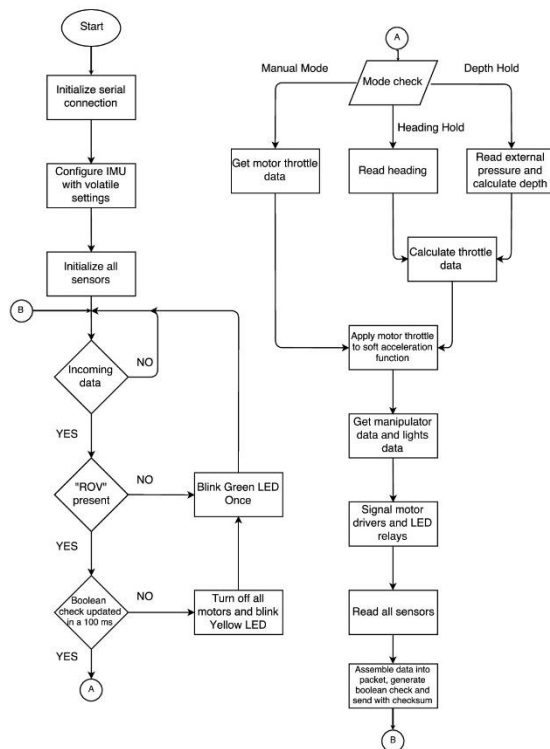 Start
Initialize serial
connection
Configure IMU
with volatile
settings
Initialize all
sensors
B
Incoming
data
NO
YES
"ROV"
present
NO
Blink Green LED
Once
YES
Boolean
check updated
in a 100 ms
NO
Turn off all
motors and blink
Yellow LED
YES
A
A
Mode check
Manual Mode
Depth Hold
Heading Hold
Get motor throttle
data
Read heading
Read external
pressure and
calculate depth
Calculate throttle
data
Apply motor throttle
to soft acceleration
function
Get manipulator
data and lights
data
Signal motor
drivers and LED
relays
Read all sensors
Assemble data into
packet, generate
boolean check and
send with checksum
B